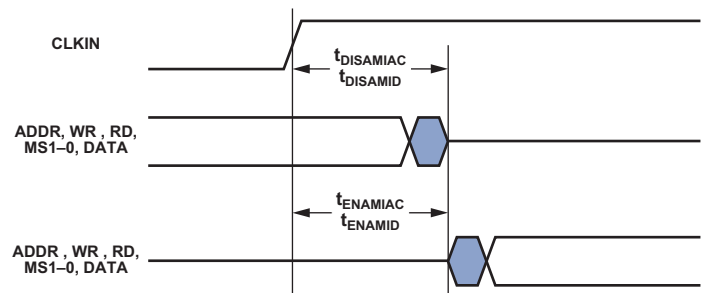 CLKIN
tDISAMIAC
tDISAMID
ADDR, WR , RD,
MS1–0, DATA
tENAMIAC
tENAMID
ADDR , WR , RD,
MS1–0, DATA